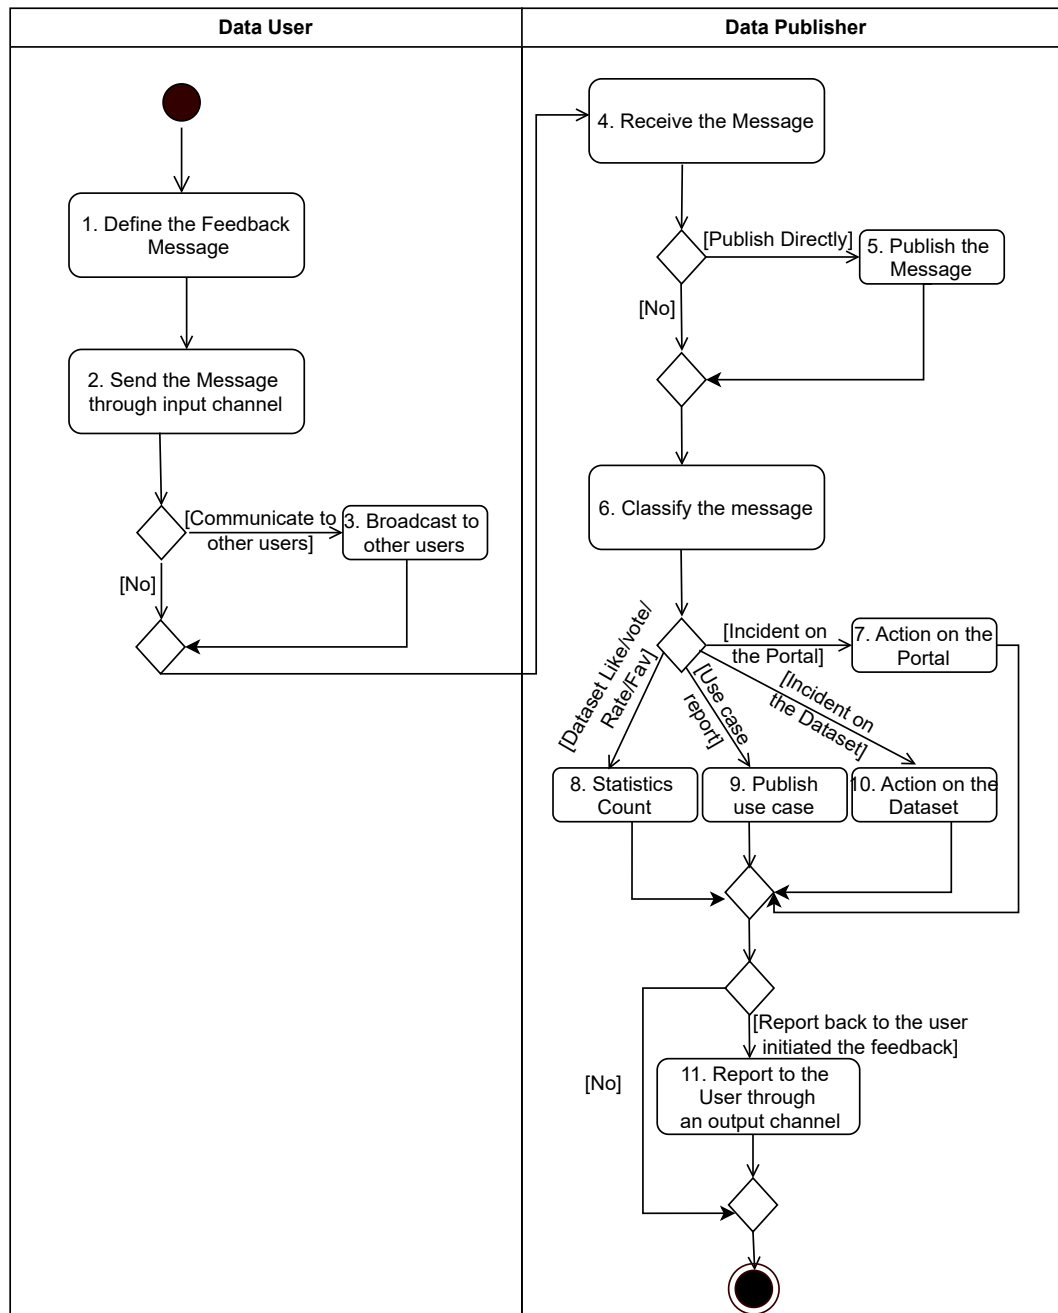 Data User
Data Publisher
1. Define the Feedback
Message
2. Send the Message
through input channel
[Communicate to
other users]
3. Broadcast to
other users
[No]
4. Receive the Message
[Publish Directly]
5. Publish the
Message
[No]
6. Classify the message
[Dataset Like/vote/
Rate/Fav]
[Use case
report]
[Incident on
the Portal]
[Incident on
the Dataset]
7. Action on the
Portal
8. Statistics
Count
9. Publish
use case
10. Action on the
Dataset
[Report back to the user
initiated the feedback]
[No]
11. Report to the
User through
an output channel